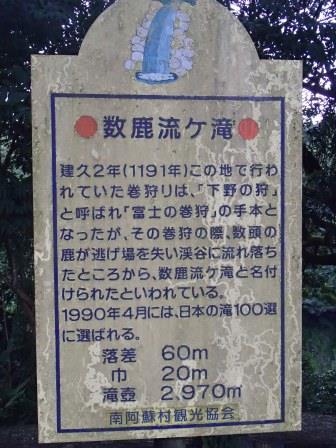 数鹿流ケ滝
建久2年(1191年)この地で行わ
れていた巻狩りは、「下野の狩」
と呼ばれ「富士の巻狩」の手本と
なったが、その巻狩の際、数頭の
鹿が逃げ場を失い渓谷に流れ落ち
たところから、数鹿流ケ滝と名付
けられたといわれている。
1990年4月には、日本の滝100選
に選ばれる。
落差 60m
巾 20m
滝壺 2,970㎡
南阿蘇村観光協会